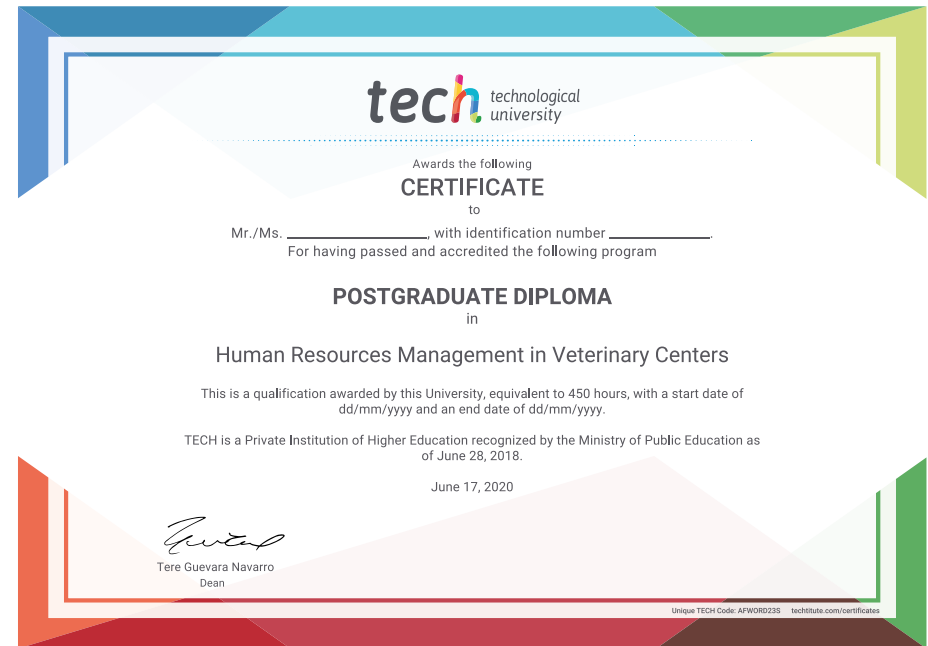 tech technological
university
Awards the following
CERTIFICATE
to
Mr./Ms. ____________________, with identification number ______________.
For having passed and accredited the following program
POSTGRADUATE DIPLOMA
in
Human Resources Management in Veterinary Centers
This is a qualification awarded by this University, equivalent to 450 hours, with a start date of
dd/mm/yyyy and an end date of dd/mm/yyyy.
TECH is a Private Institution of Higher Education recognized by the Ministry of Public Education as
of June 28, 2018.
June 17, 2020
Tere Guevara Navarro
Dean
Unique TECH Code: AFWORD23S techtitute.com/certificates